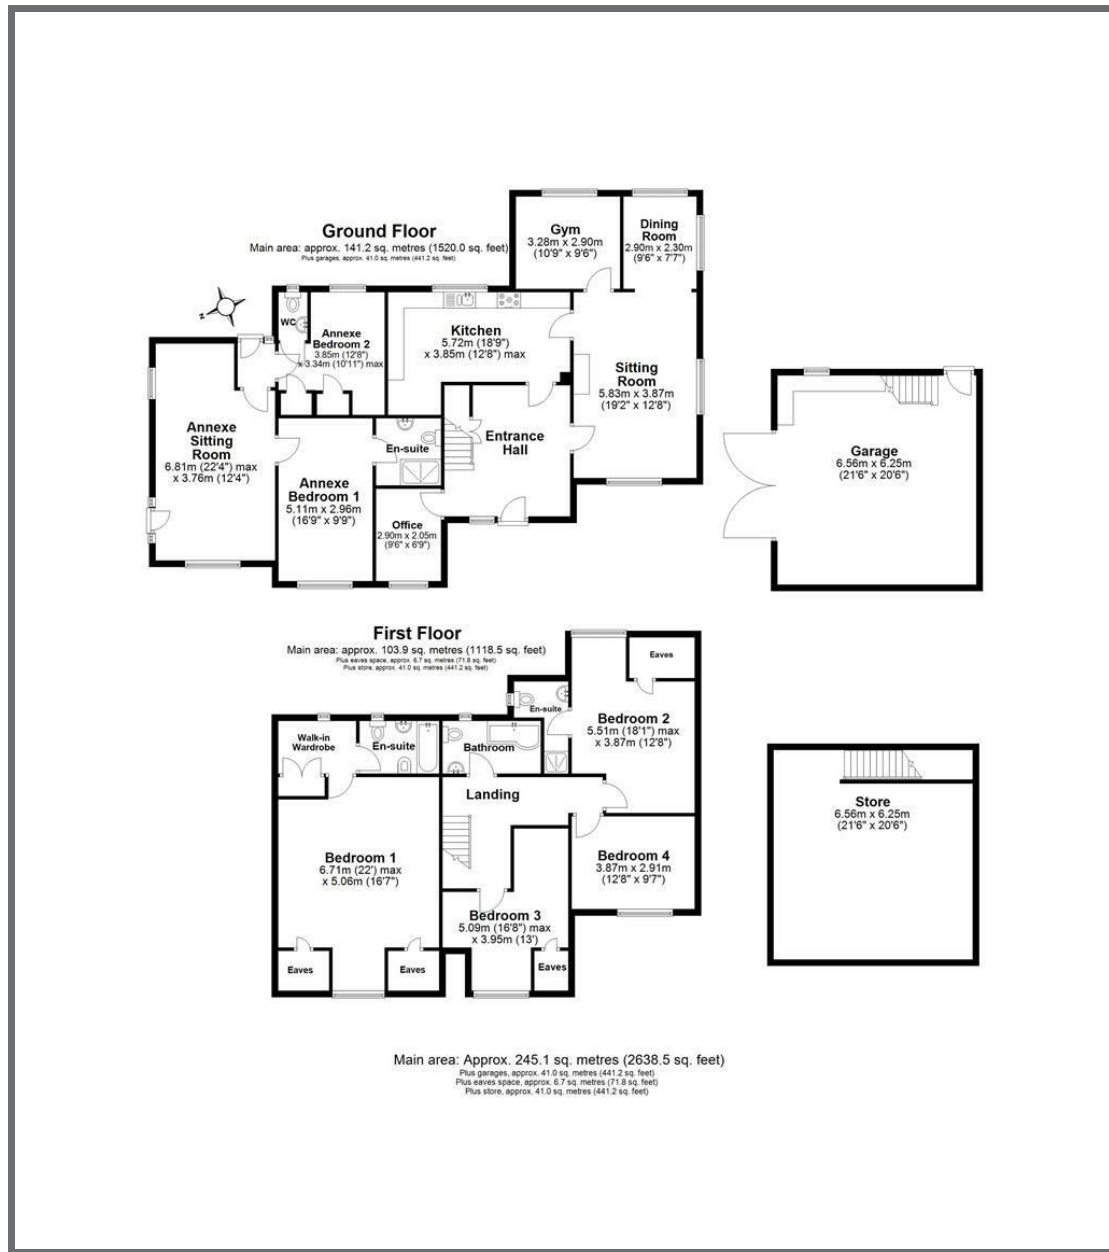 Ground Floor
Main area: approx. 141.2 sq. metres (1520.0 sq. feet)
Plus garages, approx. 41.0 sq. metres (441.2 sq. feet)
Gym
3.28m x 2.90m
(10'9" x 9'6")
Dining
Room
2.90m x 2.30m
(9'6" x 7'7")
N
WC
Annexe
Bedroom 2
3.85m (12'8")
x 3.34m (10'11") max
Kitchen
5.72m (18'9")
x 3.85m (12'8") max
Sitting
Room
5.83m x 3.87m
(19'2" x 12'8")
Annexe
Sitting
Room
6.81m (22'4") max
x 3.76m (12'4")
Annexe
Bedroom 1
5.11m x 2.96m
(16'9" x 9'9")
En-suite
Entrance
Hall
Office
2.90m x 2.05m
(9'6" x 6'9")
Garage
6.56m x 6.25m
(21'6" x 20'6")
First Floor
Main area: approx. 103.9 sq. metres (1118.5 sq. feet)
Plus eaves space, approx. 6.7 sq. metres (71.8 sq. feet)
Plus store, approx. 41.0 sq. metres (441.2 sq. feet)
Eaves
En-suite
Bedroom 2
5.51m (18'1") max
x 3.87m (12'8")
Walk-in
Wardrobe
En-suite
Bathroom
Landing
Bedroom 1
6.71m (22') max
x 5.06m (16'7")
Bedroom 4
3.87m x 2.91m
(12'8" x 9'7")
Bedroom 3
5.09m (16'8") max
x 3.95m (13')
Eaves
Eaves
Eaves
Store
6.56m x 6.25m
(21'6" x 20'6")
Main area: Approx. 245.1 sq. metres (2638.5 sq. feet)
Plus garages, approx. 41.0 sq. metres (441.2 sq. feet)
Plus eaves space, approx. 6.7 sq. metres (71.8 sq. feet)
Plus store, approx. 41.0 sq. metres (441.2 sq. feet)